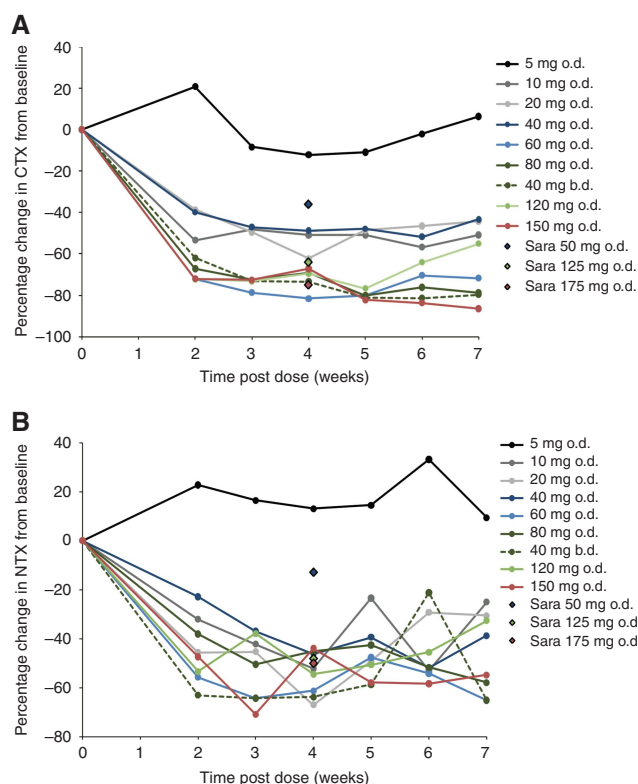 A
Percentage change in CTX from baseline
40
20
0
–20
–40
–60
–80
–100
0 1 2 3 4 5 6 7
Time post dose (weeks)
5 mg o.d.
10 mg o.d.
20 mg o.d.
40 mg o.d.
60 mg o.d.
80 mg o.d.
40 mg b.d.
120 mg o.d.
150 mg o.d.
Sara 50 mg o.d.
Sara 125 mg o.d.
Sara 175 mg o.d.
B
Percentage change in NTX from baseline
40
20
0
–20
–40
–60
–80
0 1 2 3 4 5 6 7
Time post dose (weeks)
5 mg o.d.
10 mg o.d.
20 mg o.d.
40 mg o.d.
60 mg o.d.
80 mg o.d.
40 mg b.d.
120 mg o.d.
150 mg o.d.
Sara 50 mg o.d.
Sara 125 mg o.d
Sara 175 mg o.d